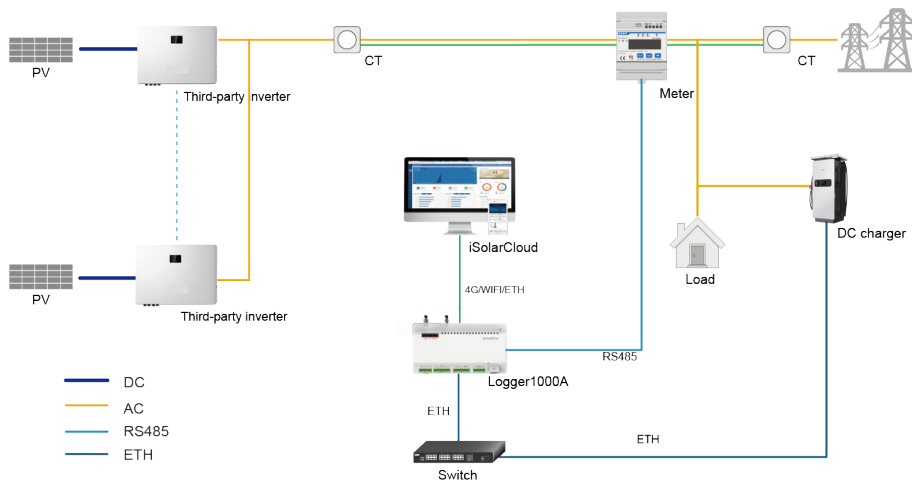 PV
Third-party inverter
CT
Meter
CT
iSolarCloud
DC charger
Load
4G/WIFI/ETH
PV
Third-party inverter
RS485
Logger1000A
DC
AC
RS485
ETH
ETH
ETH
Switch